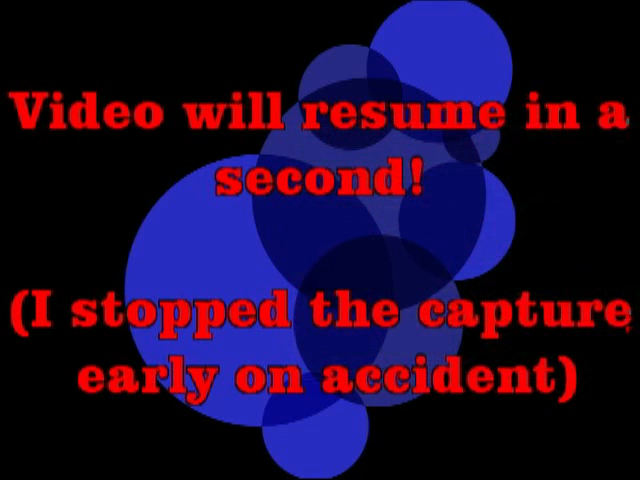 Video will resume in a
second!
(I stopped the capture
early on accident)